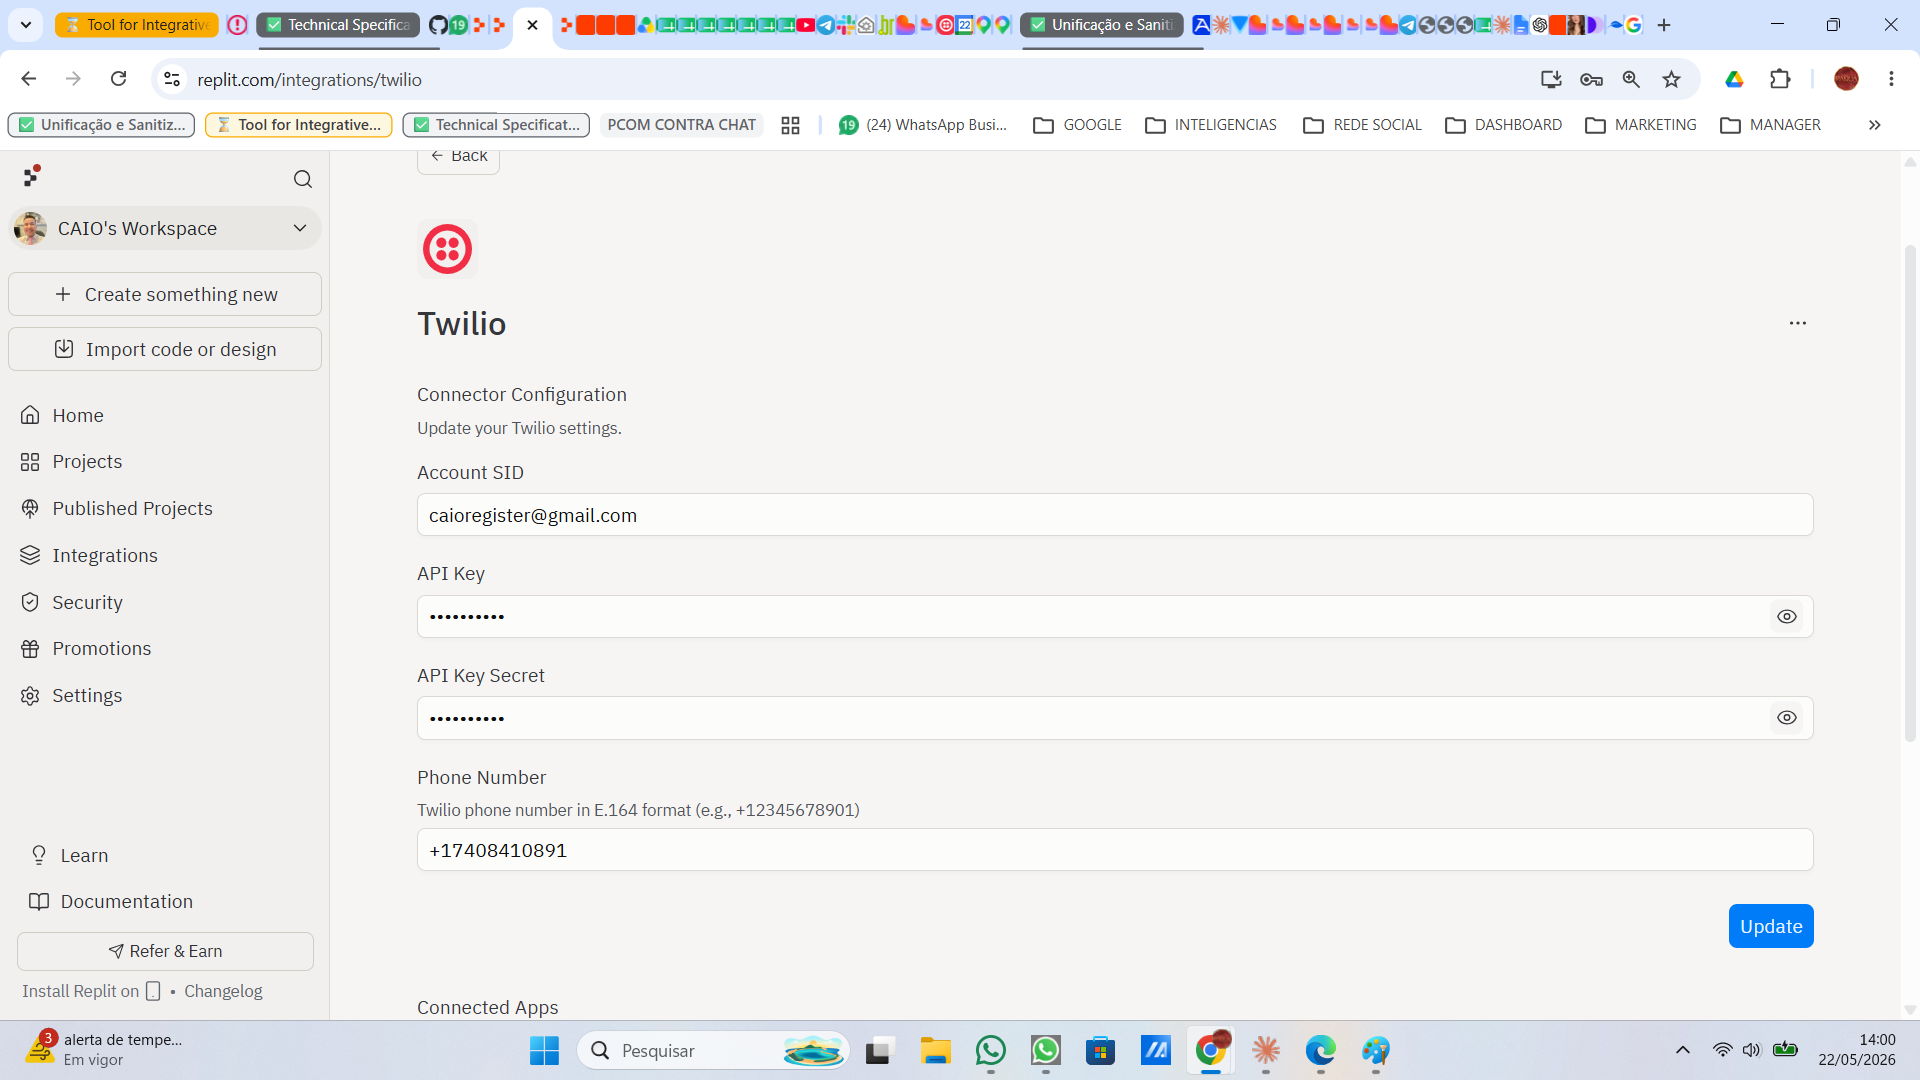 Tool for Integrative
Technical Specifica
19
22
Unificação e Saniti
replit.com/integrations/twilio
Unificação e Sanitiz...
Tool for Integrative...
Technical Specificat...
PCOM CONTRA CHAT
19
(24) WhatsApp Busi...
GOOGLE
INTELIGENCIAS
REDE SOCIAL
DASHBOARD
MARKETING
MANAGER
CAIO's Workspace
Create something new
Import code or design
Home
Projects
Published Projects
Integrations
Security
Promotions
Settings
Learn
Documentation
Refer & Earn
Install Replit on • Changelog
Back
Twilio
Connector Configuration
Update your Twilio settings.
Account SID
caioregister@gmail.com
API Key
••••••••••
API Key Secret
••••••••••
Phone Number
Twilio phone number in E.164 format (e.g., +12345678901)
+17408410891
Update
Connected Apps
3
alerta de tempe...
Em vigor
Pesquisar
14:00
22/05/2026